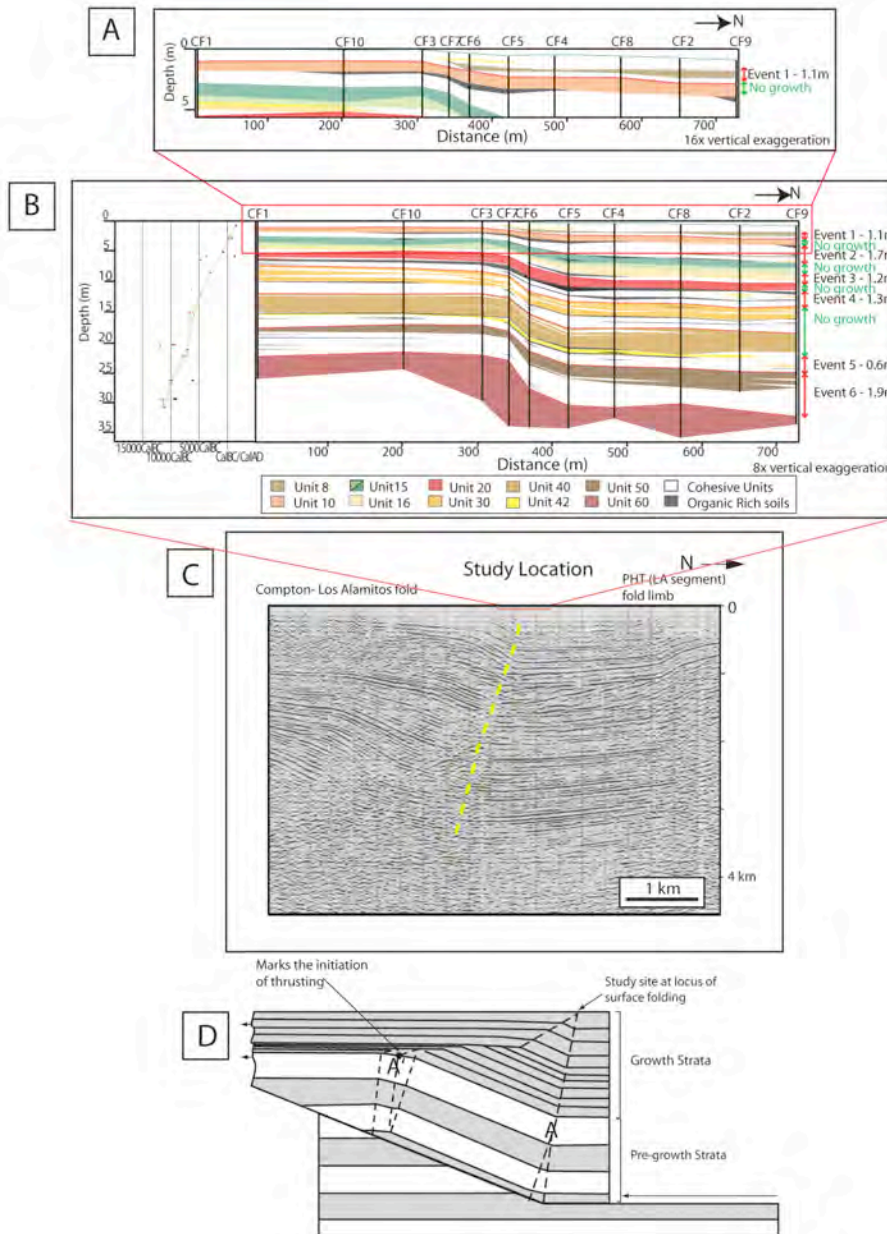 A
N
CF1 CF10 CF3 CF7 CF6 CF5 CF4 CF8 CF2 CF9
0
5
Depth (m)
Event 1 - 1.1m
No growth
100 200 300 400 500 600 700
Distance (m)
16x vertical exaggeration
B
N
CF1 CF10 CF3 CF7 CF6 CF5 CF4 CF8 CF2 CF9
0
5
10
15
20
25
30
35
Depth (m)
Event 1 - 1.1m
No growth
Event 2 - 1.7m
No growth
Event 3 - 1.2m
No growth
Event 4 - 1.3m
No growth
Event 5 - 0.6m
Event 6 - 1.9m
15000CalBC 10000CalBC 5000CalBC CalBC/CalAD
100 200 300 400 500 600 700
Distance (m)
8x vertical exaggeration
Unit 8 Unit15 Unit 20 Unit 40 Unit 50 Cohesive Units
Unit 10 Unit 16 Unit 30 Unit 42 Unit 60 Organic Rich soils
C
Study Location
N
Compton- Los Alamitos fold
PHT (LA segment)
fold limb
0
4 km
1 km
Marks the initiation
of thrusting
Study site at locus of
surface folding
D
A
Growth Strata
A
Pre-growth Strata